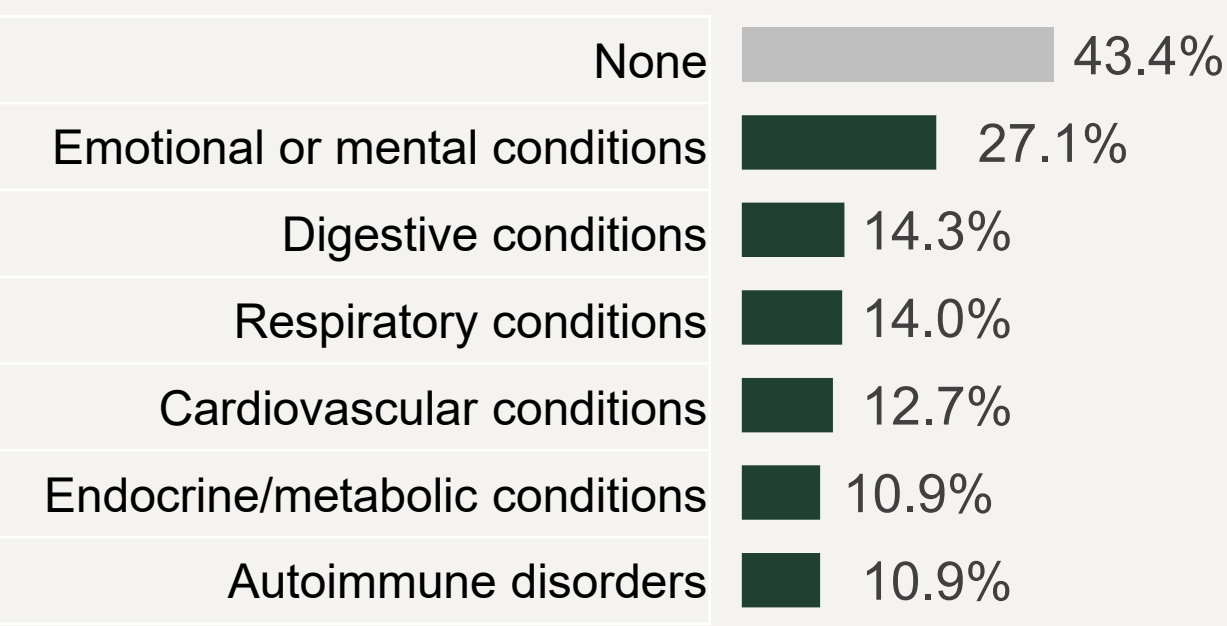 None 43.4%
Emotional or mental conditions 27.1%
Digestive conditions 14.3%
Respiratory conditions 14.0%
Cardiovascular conditions 12.7%
Endocrine/metabolic conditions 10.9%
Autoimmune disorders 10.9%